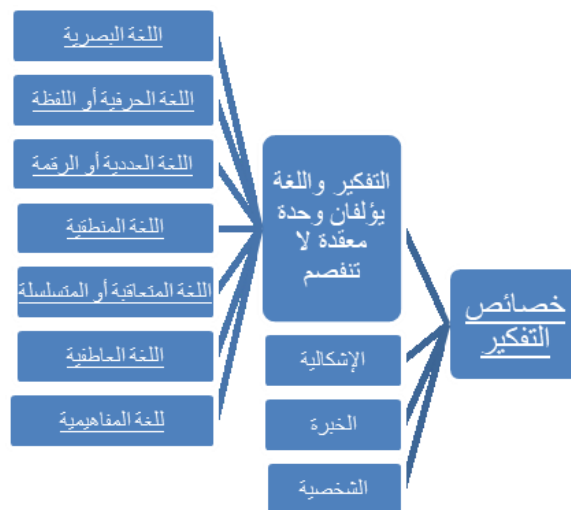 خصائص
التفكير
التفكير واللغة
يؤلفان وحدة
معقدة لا
تنفصم
الإشكالية
الخبرة
الشخصية
اللغة البصرية
اللغة الحرفية أو اللفظة
اللغة العددية أو الرقمة
اللغة المنطقية
اللغة المتعاقبة أو المتسلسلة
اللغة العاطفية
للغة المفاهيمية